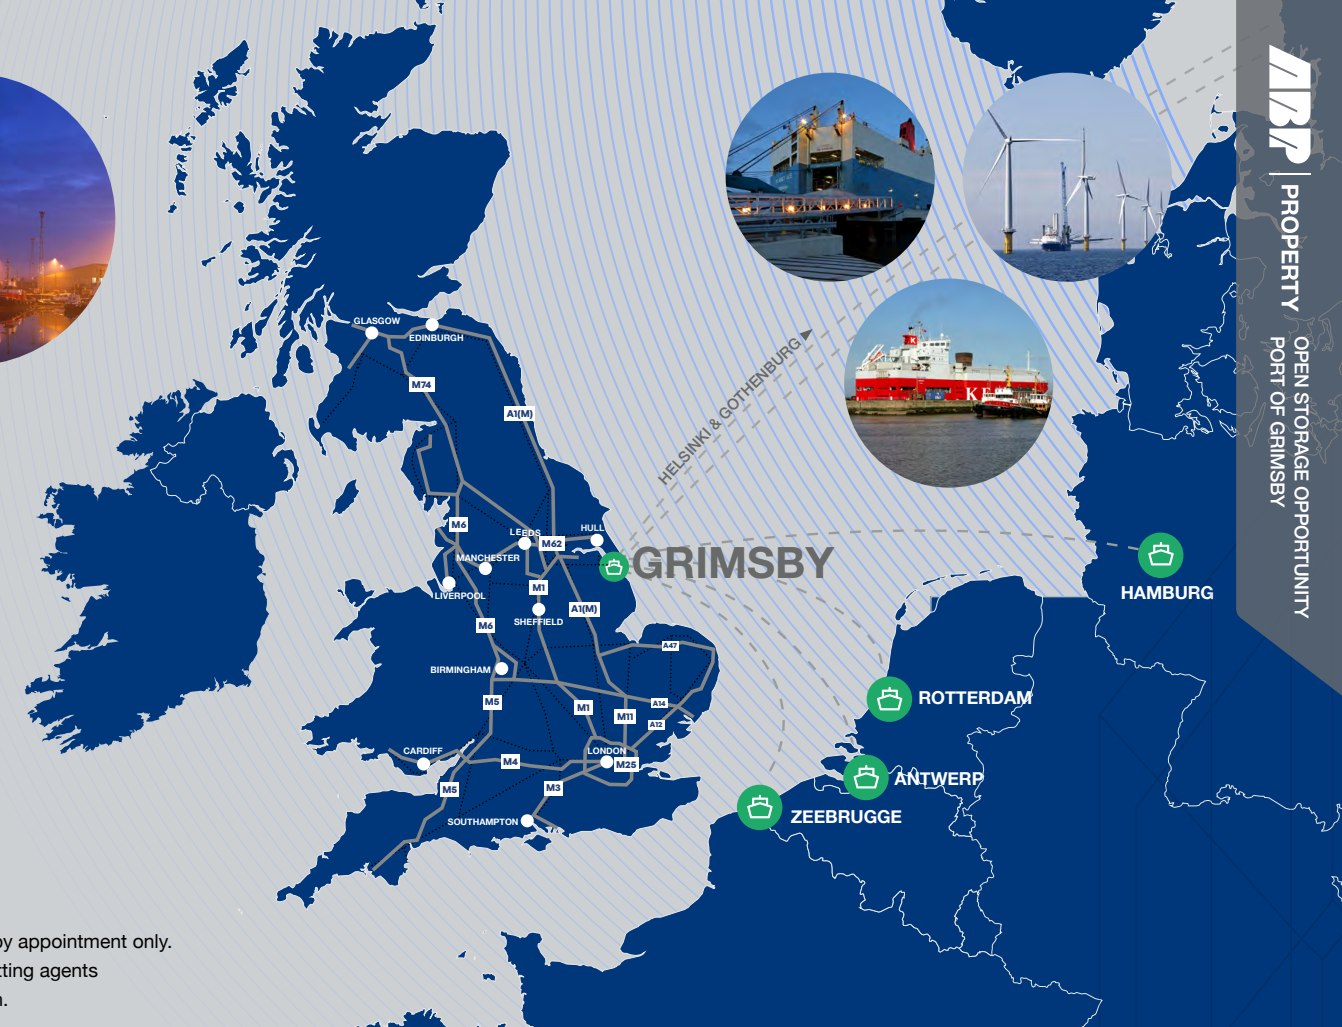 ABP
PROPERTY
OPEN STORAGE OPPORTUNITY
PORT OF GRIMSBY
GLASGOW
EDINBURGH
M74
A1(M)
HELSINKI & GOTHENBURG
K
K
M6
LEEDS
M62
HULL
MANCHESTER
GRIMSBY
HAMBURG
LIVERPOOL
M1
A1(M)
SHEFFIELD
M6
A47
BIRMINGHAM
M5
M1
M11
A14
A12
ROTTERDAM
CARDIFF
M4
LONDON
M25
ANTWERP
M5
M3
SOUTHAMPTON
ZEEBRUGGE
by appointment only.
tting agents